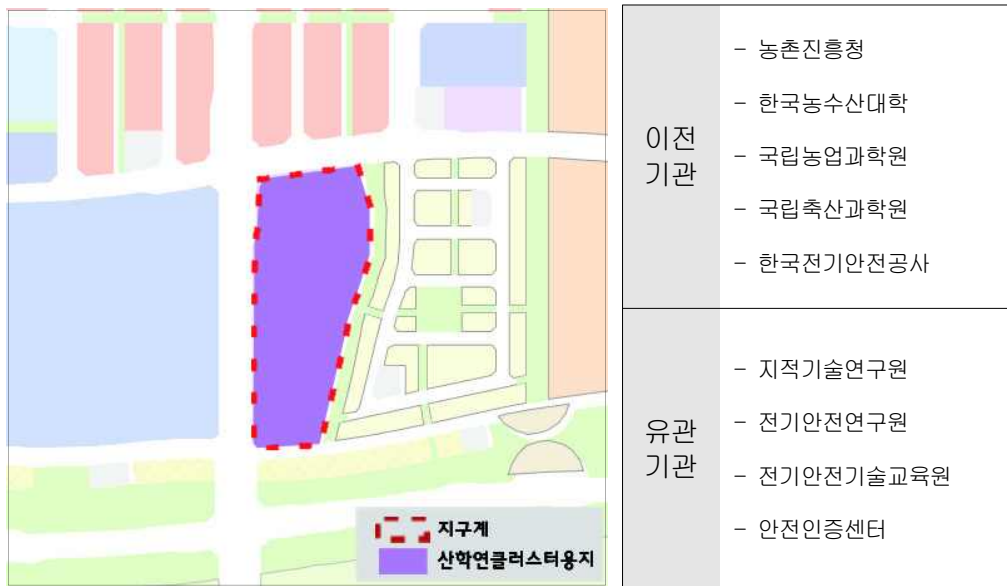 지구계
산학연클러스터용지
이전
기관
- 농촌진흥청
- 한국농수산대학
- 국립농업과학원
- 국립축산과학원
- 한국전기안전공사
유관
기관
- 지적기술연구원
- 전기안전연구원
- 전기안전기술교육원
- 안전인증센터